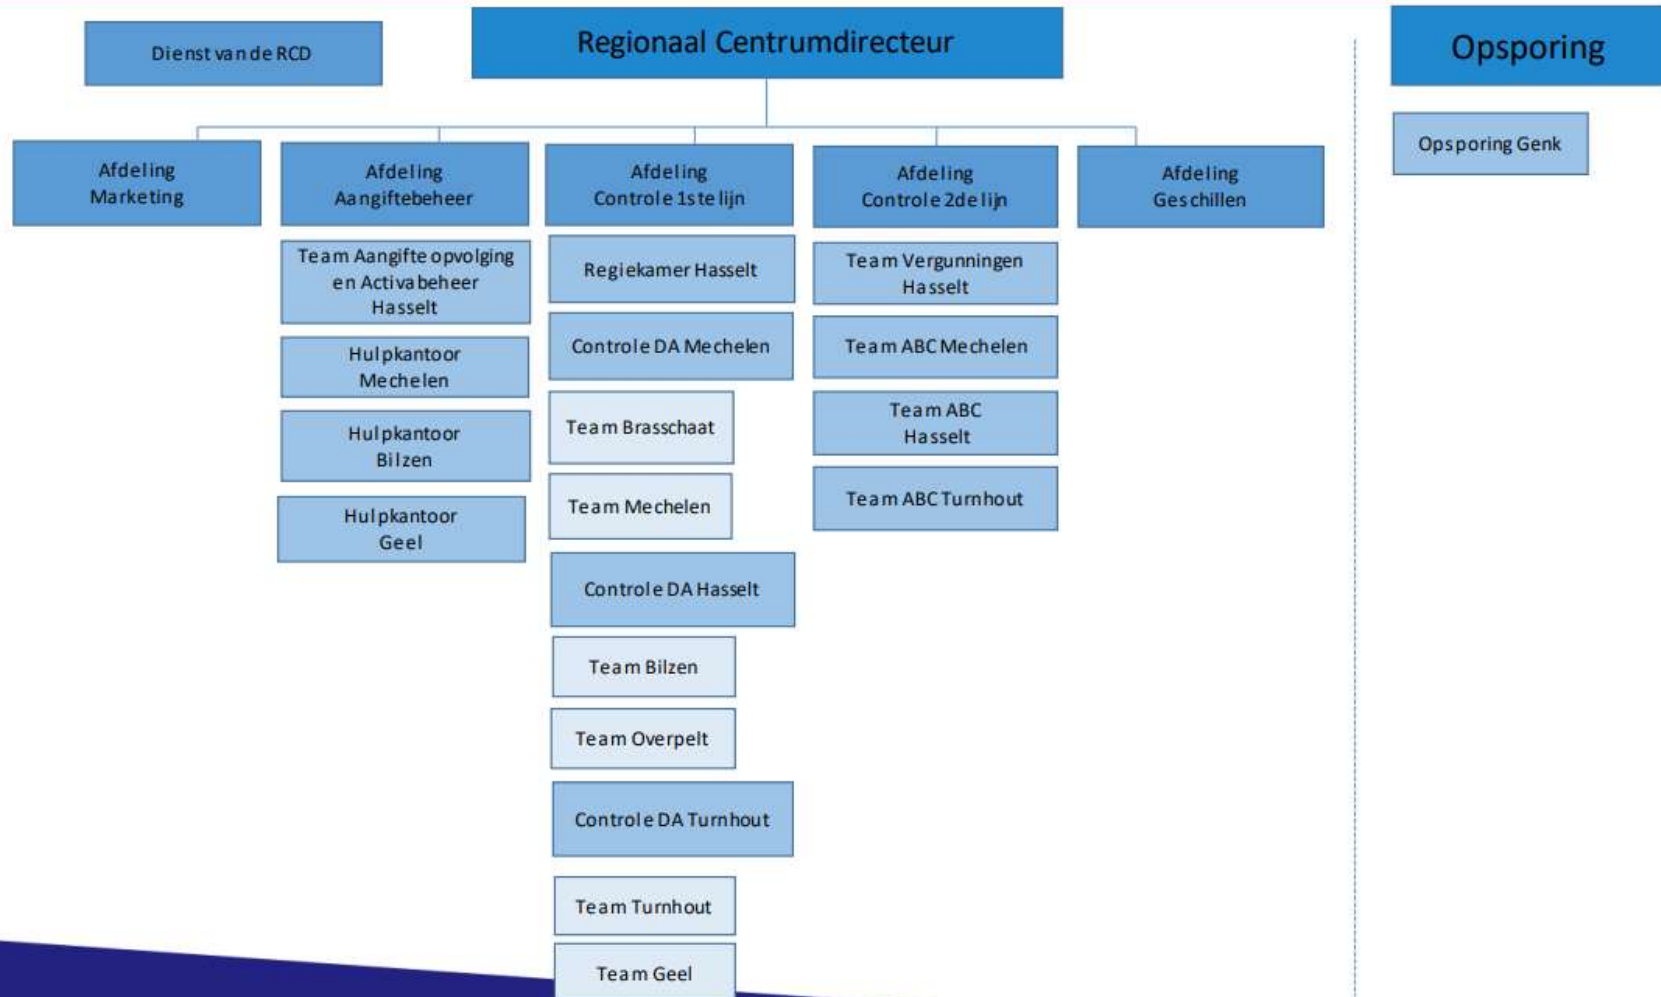 Dienst van de RCD
Regionaal Centrumdirecteur
Opsporing
Opsporing Genk
Afdeling
Marketing
Afdeling
Aangiftebeheer
Afdeling
Controle 1ste lijn
Afdeling
Controle 2de lijn
Afdeling
Geschillen
Team Aangifte opvolging
en Activabeheer
Hasselt
Hulpkantoor
Mechelen
Hulpkantoor
Bilzen
Hulpkantoor
Geel
Regiekamer Hasselt
Controle DA Mechelen
Team Brasschaat
Team Mechelen
Controle DA Hasselt
Team Bilzen
Team Overpelt
Controle DA Turnhout
Team Turnhout
Team Geel
Team Vergunningen
Hasselt
Team ABC Mechelen
Team ABC
Hasselt
Team ABC Turnhout